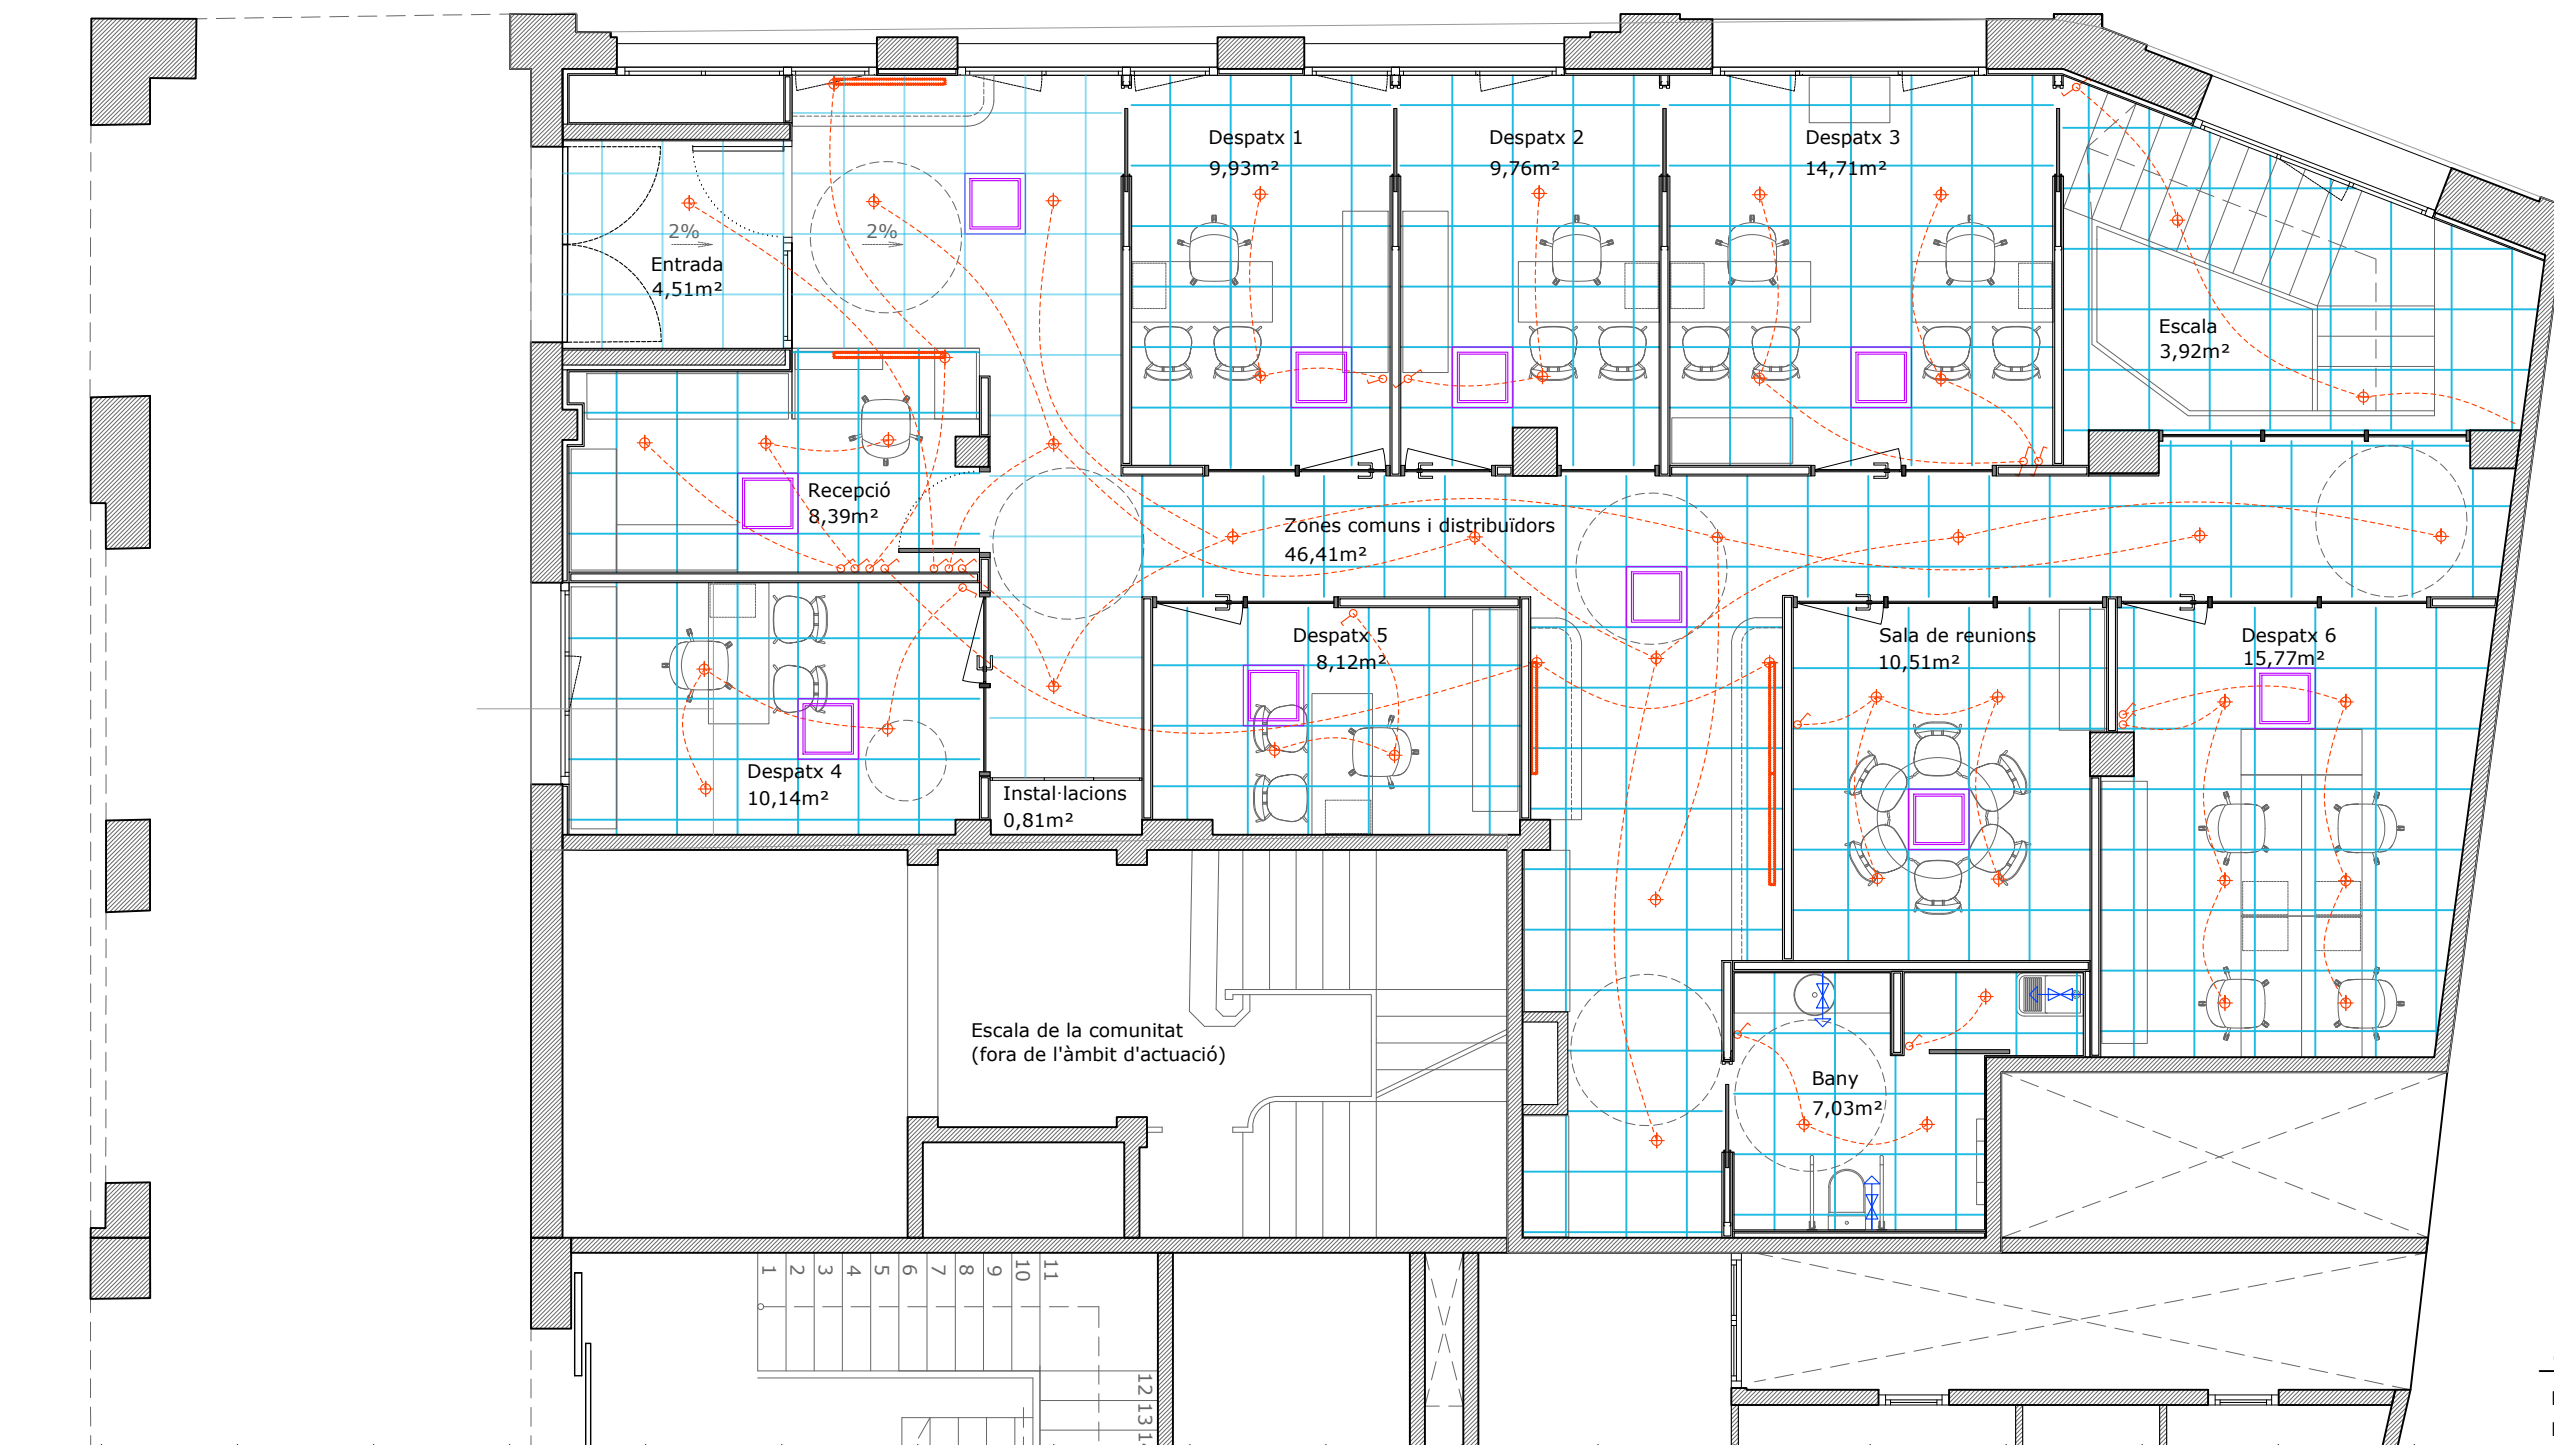 Despatx 1
9,93m²
Despatx 2
9,76m²
Despatx 3
14,71m²
2%
2%
Entrada
4,51m²
Escala
3,92m²
Recepció
8,39m²
Zones comuns i distribuïdors
46,41m²
Despatx 5
8,12m²
Sala de reunions
10,51m²
Despatx 6
15,77m²
Despatx 4
10,14m²
Instal·lacions
0,81m²
Escala de la comunitat
(fora de l'àmbit d'actuació)
Bany
7,03m²
1 2 3 4 5 6 7 8 9 10 11
12
13